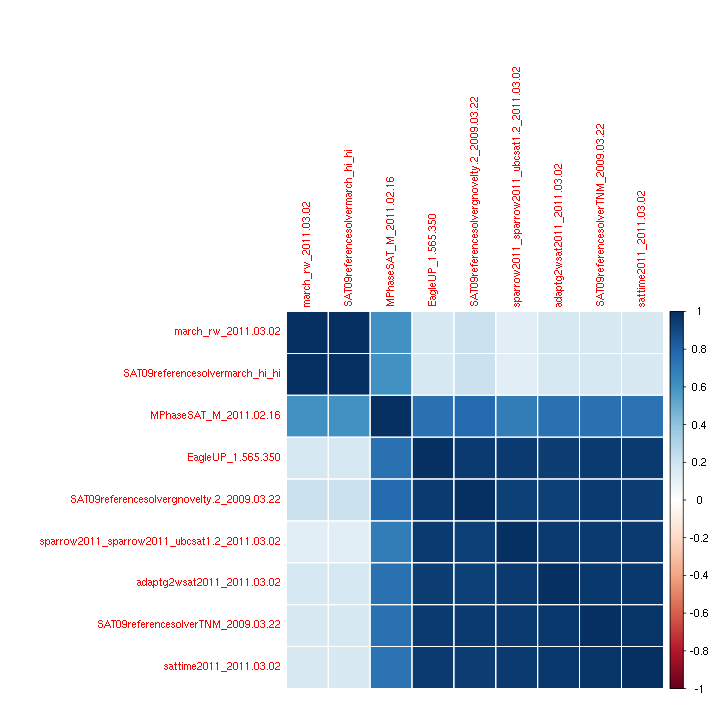 march_rw_2011.03.02
SAT09referencesolvermarch_hi_hi
MPhaseSAT_M_2011.02.16
EagleUP_1.565.350
SAT09referencesolvergnovelty.2_2009.03.22
sparrow2011_sparrow2011_ubcsat1.2_2011.03.02
adaptg2wsat2011_2011.03.02
SAT09referencesolverTNM_2009.03.22
sattime2011_2011.03.02
march_rw_2011.03.02
SAT09referencesolvermarch_hi_hi
MPhaseSAT_M_2011.02.16
EagleUP_1.565.350
SAT09referencesolvergnovelty.2_2009.03.22
sparrow2011_sparrow2011_ubcsat1.2_2011.03.02
adaptg2wsat2011_2011.03.02
SAT09referencesolverTNM_2009.03.22
sattime2011_2011.03.02
1
0.8
0.6
0.4
0.2
0
-0.2
-0.4
-0.6
-0.8
-1